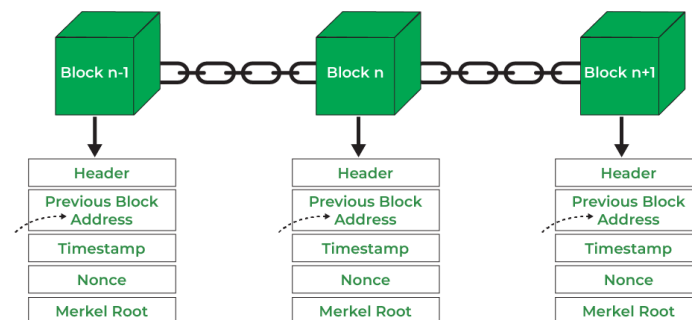 Block n-1
Block n
Block n+1
Header
Header
Header
Previous Block
Address
Previous Block
Address
Previous Block
Address
Timestamp
Timestamp
Timestamp
Nonce
Nonce
Nonce
Merkel Root
Merkel Root
Merkel Root